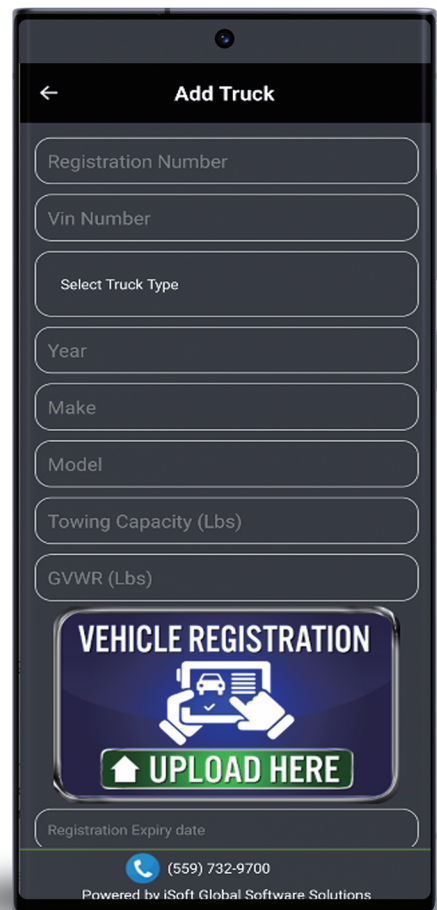 Add Truck
Registration Number
Vin Number
Select Truck Type
Year
Make
Model
Towing Capacity (Lbs)
GVWR (Lbs)
VEHICLE REGISTRATION
UPLOAD HERE
Registration Expiry date
(559) 732-9700
Powered by iSoft Global Software Solutions